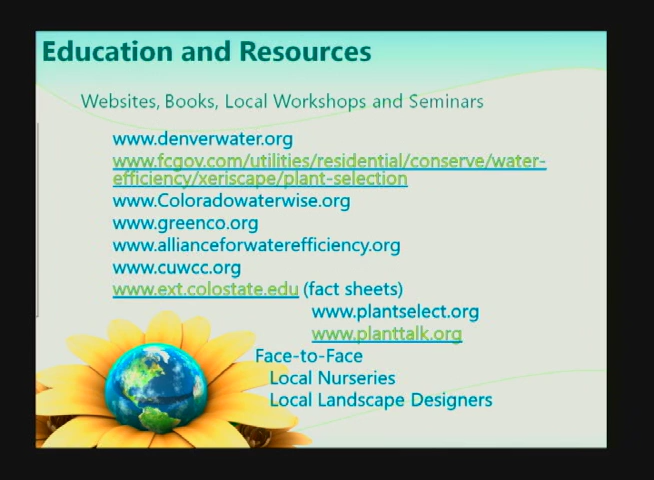 Education and Resources
Websites, Books, Local Workshops and Seminars
www.denverwater.org
www.fcgov.com/utilities/residential/conserve/water-
efficiency/xeriscape/plant-selection
www.Coloradowaterwise.org
www.greenco.org
www.allianceforwaterefficiency.org
www.cuwcc.org
www.ext.colostate.edu (fact sheets)
www.plantselect.org
www.planttalk.org
Face-to-Face
Local Nurseries
Local Landscape Designers